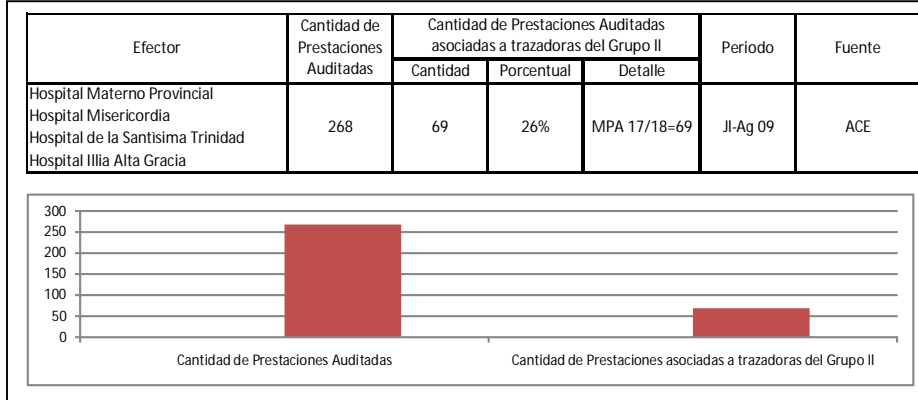 Efector
Cantidad de
Prestaciones
Auditadas
Cantidad de Prestaciones Auditadas
asociadas a trazadoras del Grupo II
Periodo
Fuente
Cantidad
Porcentual
Detalle
Hospital Materno Provincial
Hospital Misericordia
Hospital de la Santisima Trinidad
Hospital Illia Alta Gracia
268
69
26%
MPA 17/18=69
Jl-Ag 09
ACE
300
250
200
150
100
50
0
Cantidad de Prestaciones Auditadas
Cantidad de Prestaciones asociadas a trazadoras del Grupo II